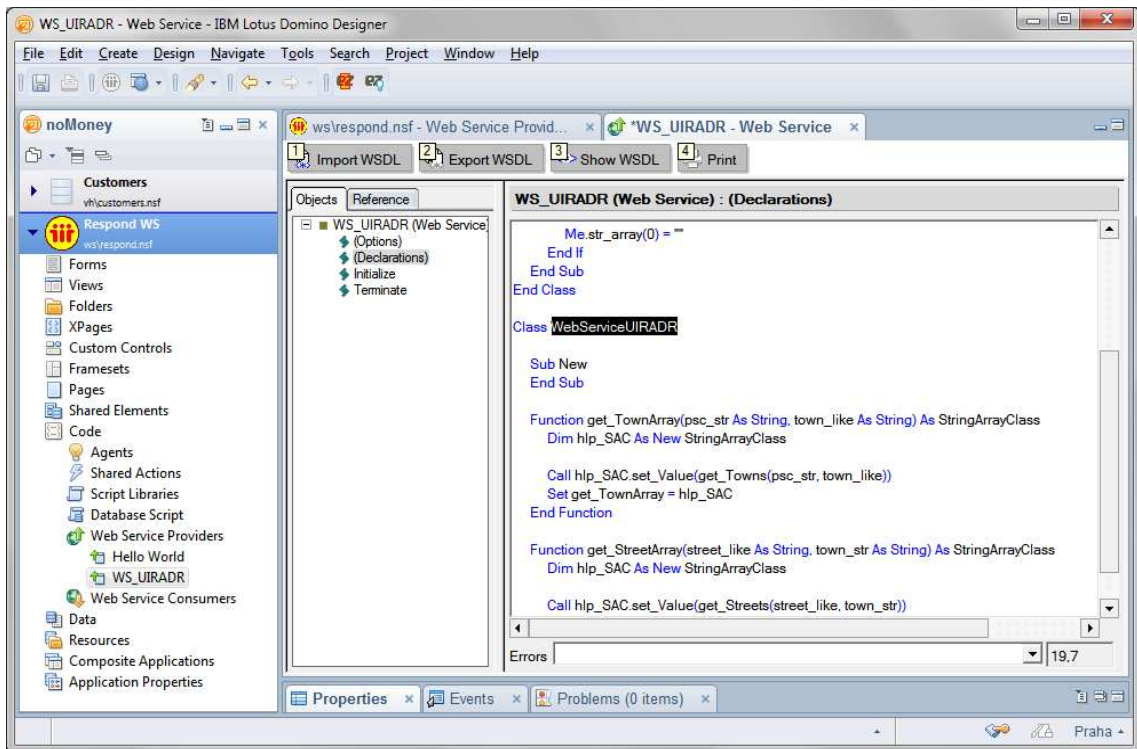 WS_UIRADR - Web Service - IBM Lotus Domino Designer
File Edit Create Design Navigate Tools Search Project Window Help
noMoney
Customers
vh\customers.nsf
Respond WS
ws\respond.nsf
Forms
Views
Folders
XPages
Custom Controls
Framesets
Pages
Shared Elements
Code
Agents
Shared Actions
Script Libraries
Database Script
Web Service Providers
Hello World
WS_UIRADR
Web Service Consumers
Data
Resources
Composite Applications
Application Properties
ws\respond.nsf - Web Service Provid... *WS_UIRADR - Web Service
1 Import WSDL 2 Export WSDL 3 Show WSDL 4 Print
Objects Reference
WS_UIRADR (Web Service)
(Options)
(Declarations)
Initialize
Terminate
WS_UIRADR (Web Service) : (Declarations)
Me.str_array(0) = ""
End If
End Sub
End Class
Class WebServiceUIRADR
Sub New
End Sub
Function get_TownArray(psc_str As String, town_like As String) As StringArrayClass
Dim hlp_SAC As New StringArrayClass
Call hlp_SAC.set_Value(get_Towns(psc_str, town_like))
Set get_TownArray = hlp_SAC
End Function
Function get_StreetArray(street_like As String, town_str As String) As StringArrayClass
Dim hlp_SAC As New StringArrayClass
Call hlp_SAC.set_Value(get_Streets(street_like, town_str))
Errors 19,7
Properties Events Problems (0 items)
Praha